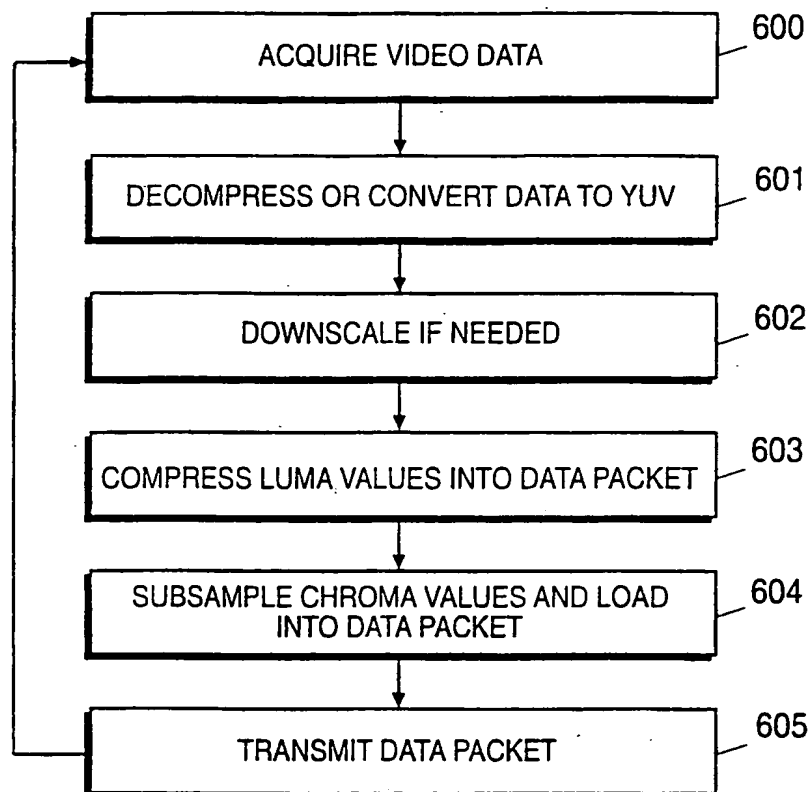 600
ACQUIRE VIDEO DATA
601
DECOMPRESS OR CONVERT DATA TO YUV
602
DOWNSCALE IF NEEDED
603
COMPRESS LUMA VALUES INTO DATA PACKET
604
SUBSAMPLE CHROMA VALUES AND LOAD
INTO DATA PACKET
605
TRANSMIT DATA PACKET